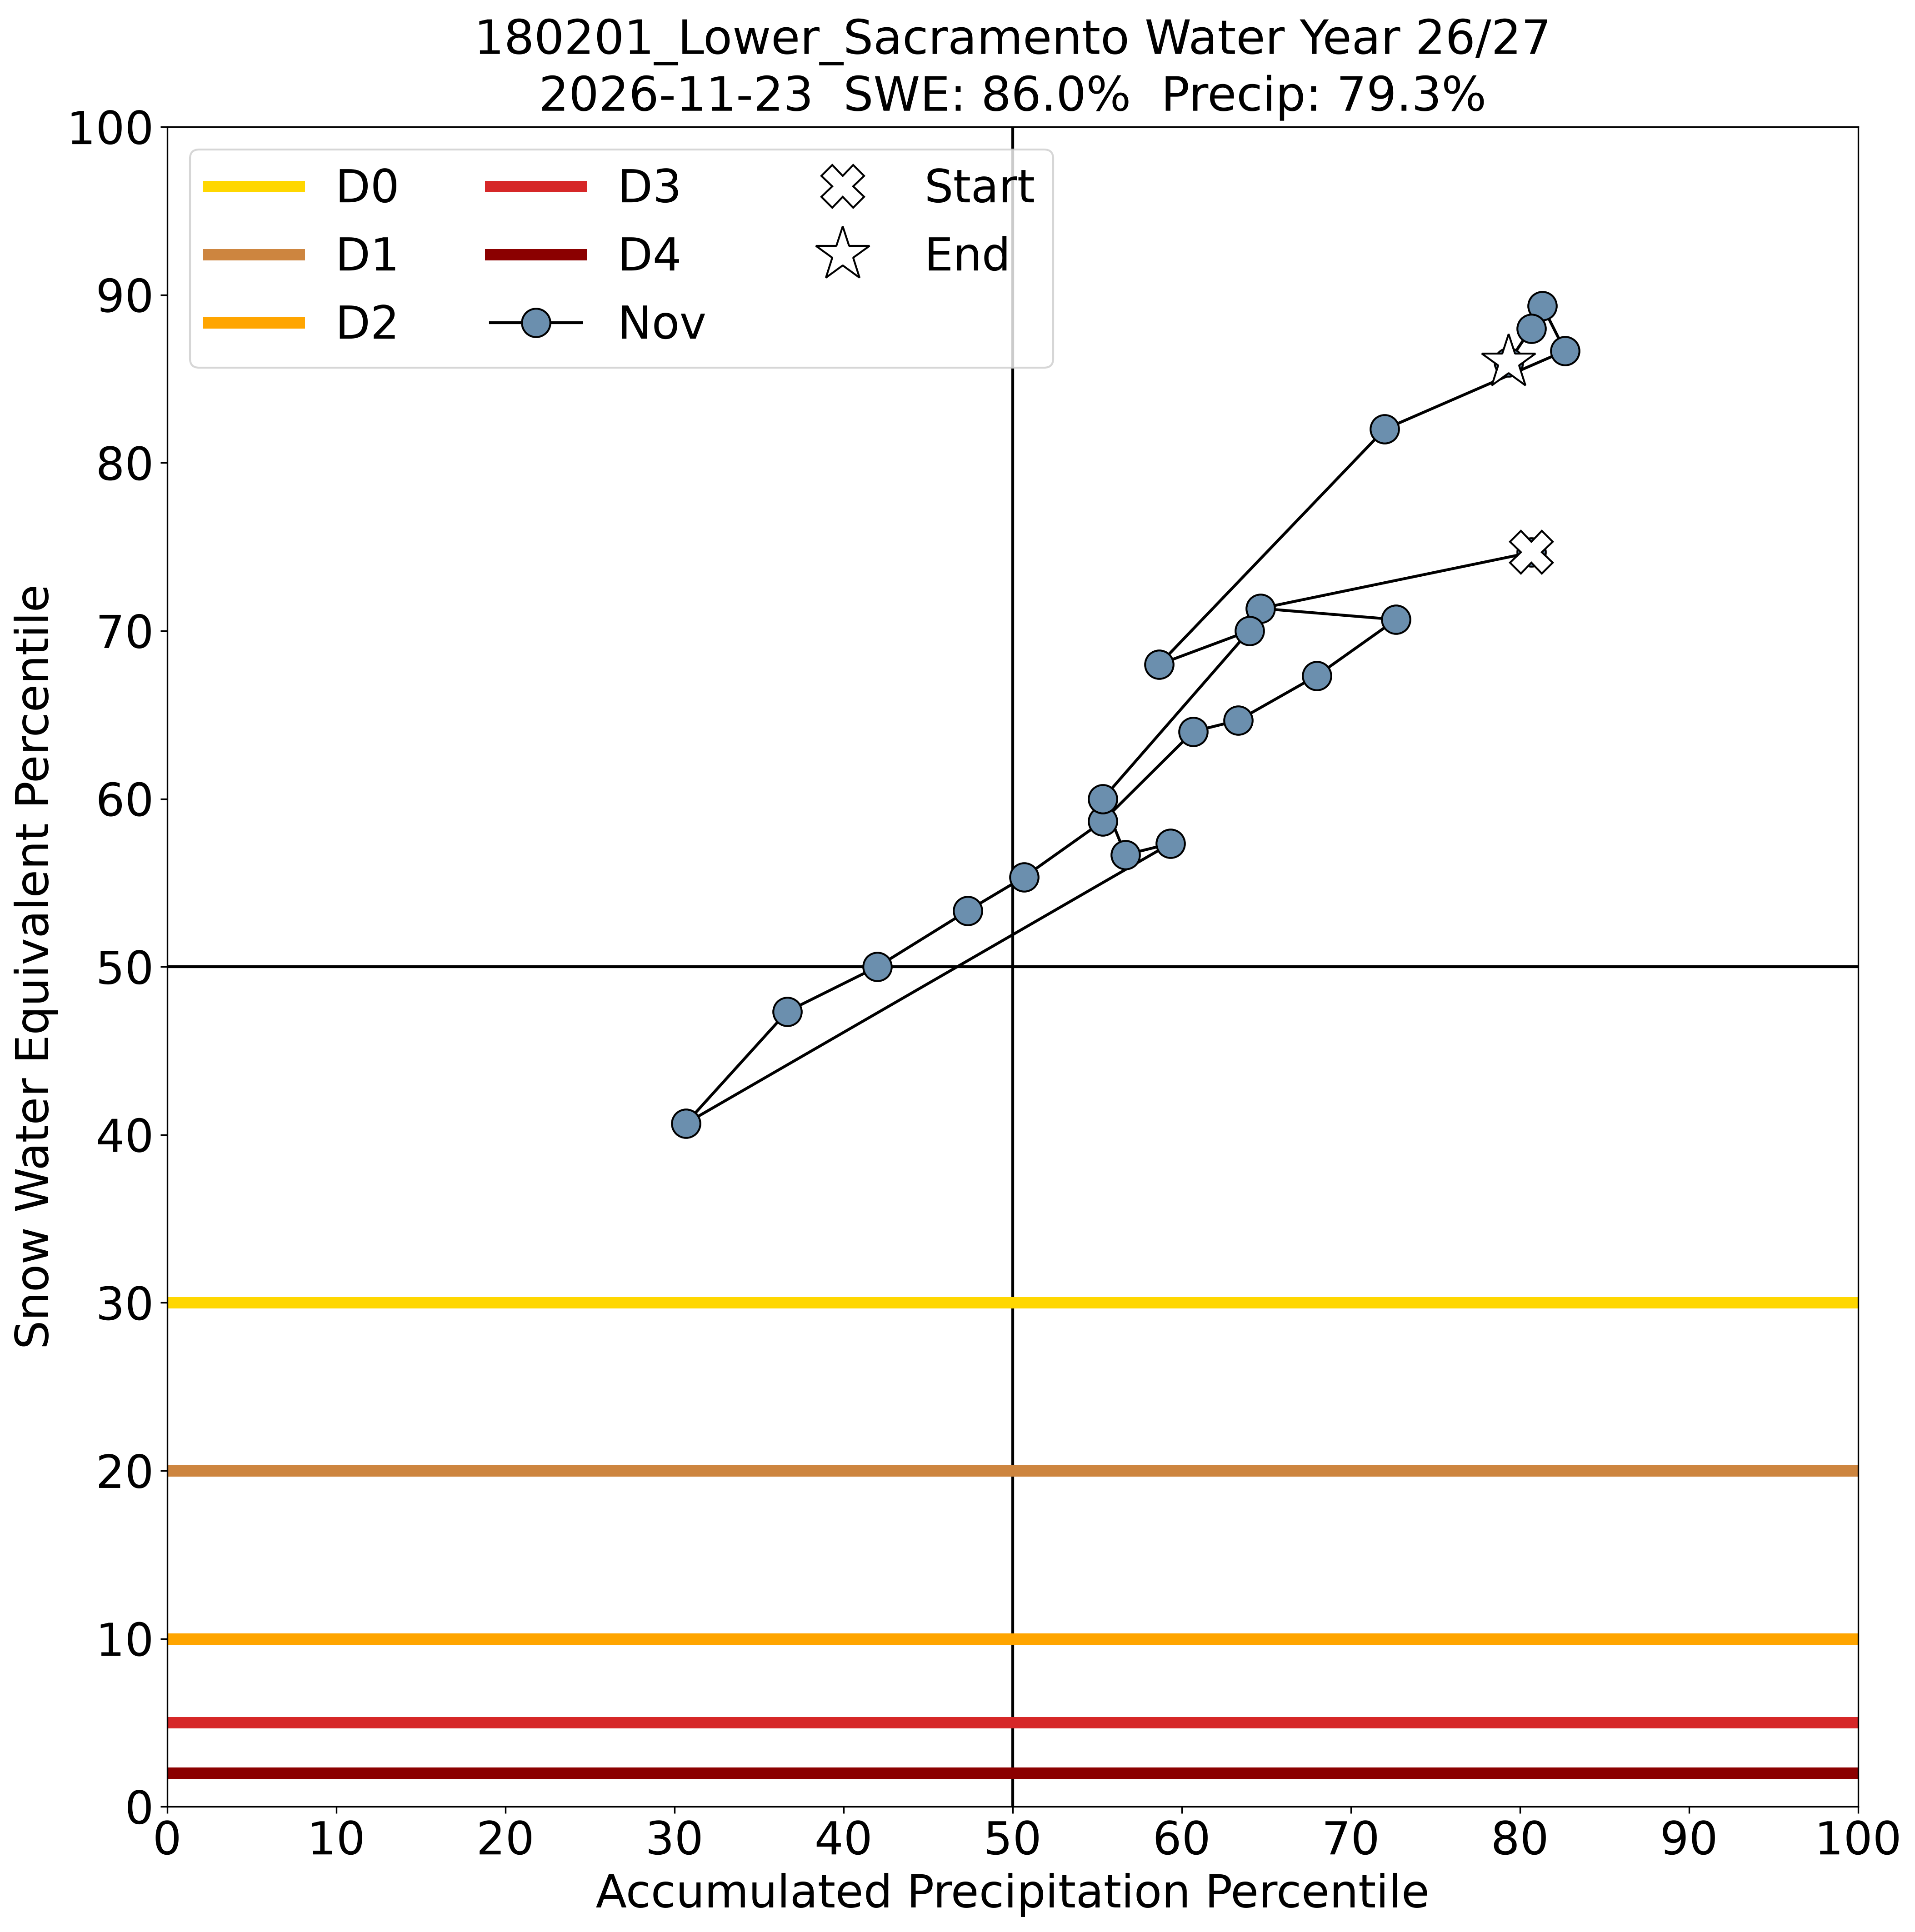 180201_Lower_Sacramento Water Year 26/27
2026-11-23 SWE: 86.0% Precip: 79.3%
D0
D1
D2
D3
D4
Nov
Start
End
Snow Water Equivalent Percentile
100
90
80
70
60
50
40
30
20
10
0
0 10 20 30 40 50 60 70 80 90 100
Accumulated Precipitation Percentile